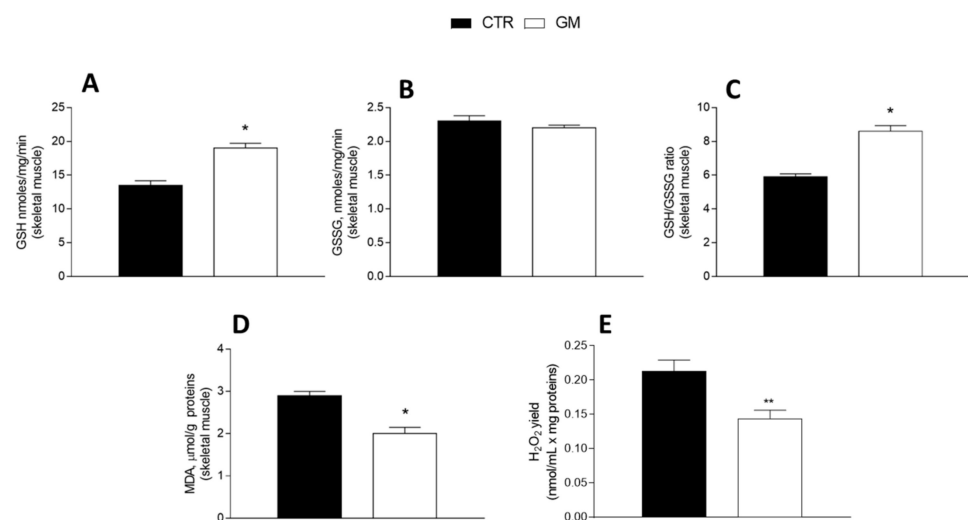 CTR GM
A
GSH nmoles/mg/min
(skeletal muscle)
25
20
15
10
5
0
*
B
GSSG, nmoles/mg/min
(skeletal muscle)
2.5
2.0
1.5
1.0
0.5
0.0
C
GSH/GSSG ratio
(skeletal muscle)
10
8
6
4
2
0
*
D
MDA, μmol/g proteins
(skeletal muscle)
4
3
2
1
0
*
E
H₂O₂ yield
(nmol/mL x mg proteins)
0.25
0.20
0.15
0.10
0.05
0.00
**